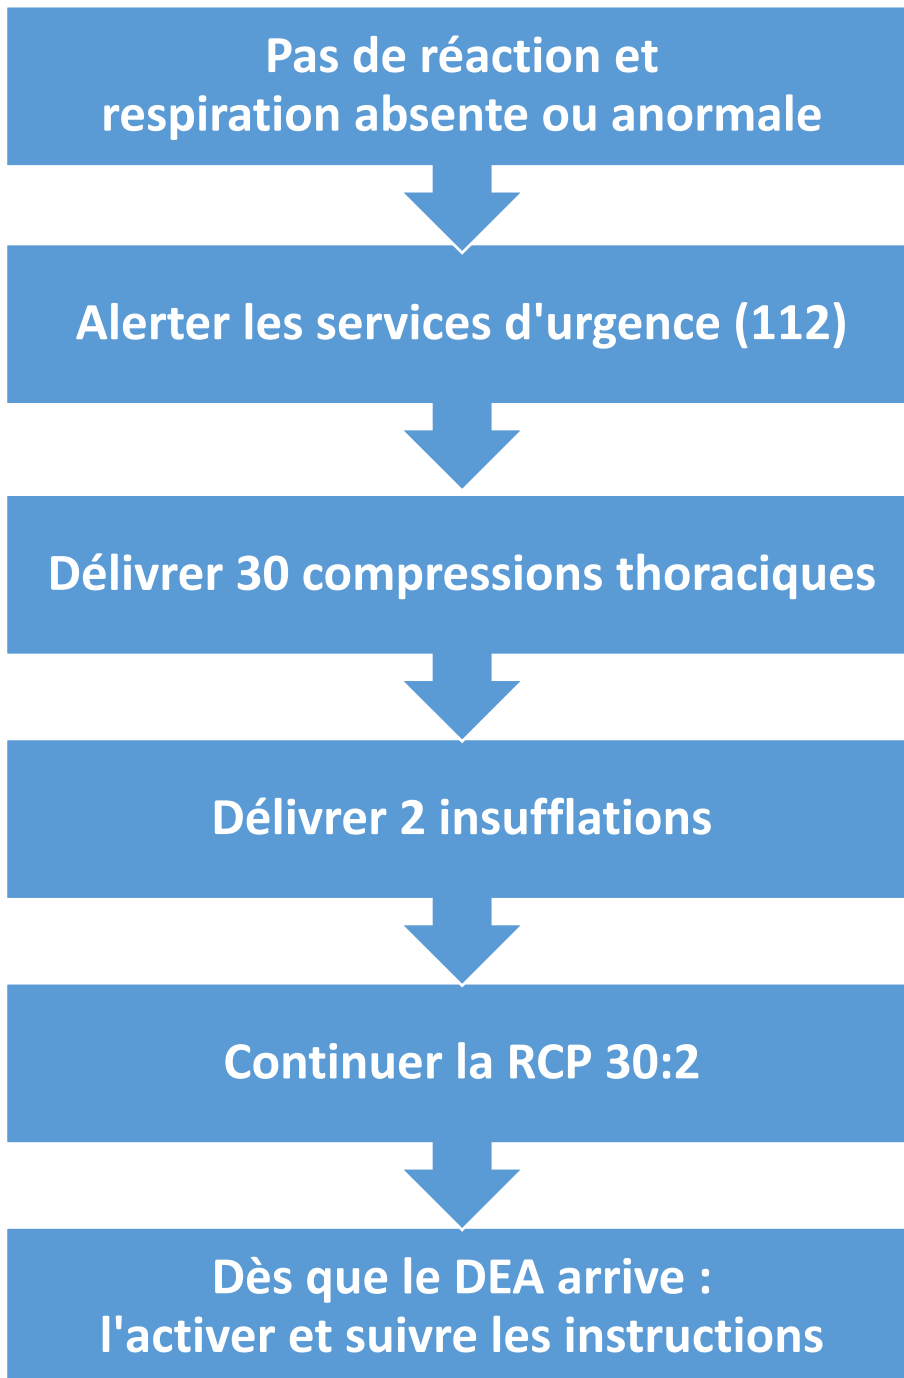 Pas de réaction et
respiration absente ou anormale
Alerter les services d'urgence (112)
Délivrer 30 compressions thoraciques
Délivrer 2 insufflations
Continuer la RCP 30:2
Dès que le DEA arrive :
l'activer et suivre les instructions